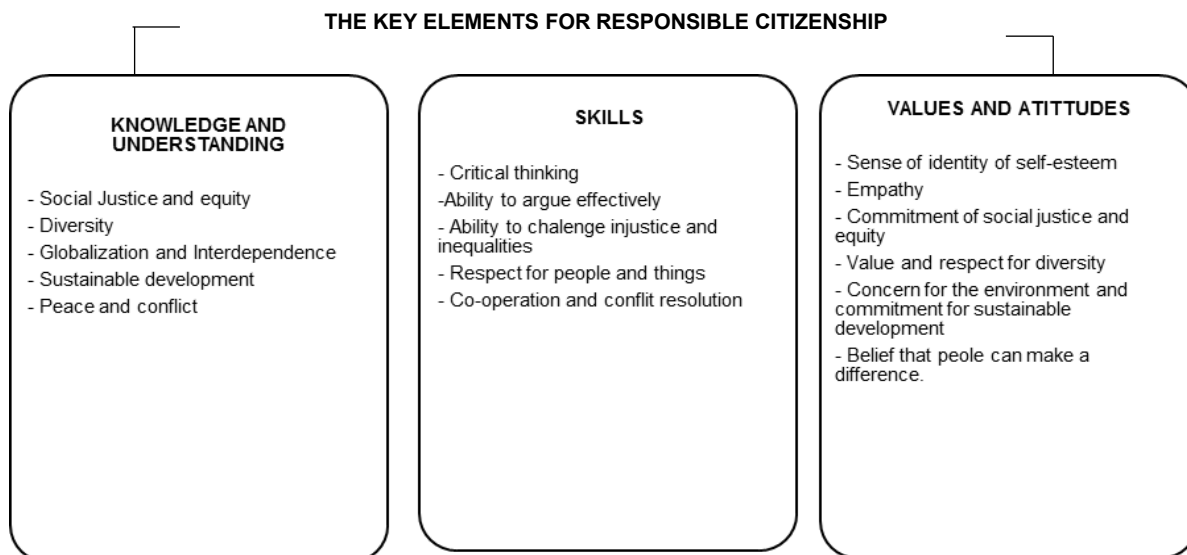 THE KEY ELEMENTS FOR RESPONSIBLE CITIZENSHIP
KNOWLEDGE AND
UNDERSTANDING
- Social Justice and equity
- Diversity
- Globalization and Interdependence
- Sustainable development
- Peace and conflict
SKILLS
- Critical thinking
-Ability to argue effectively
- Ability to chalenge injustice and
inequalities
- Respect for people and things
- Co-operation and conflit resolution
VALUES AND ATITTUDES
- Sense of identity of self-esteem
- Empathy
- Commitment of social justice and
equity
- Value and respect for diversity
- Concern for the environment and
commitment for sustainable
development
- Belief that peole can make a
difference.